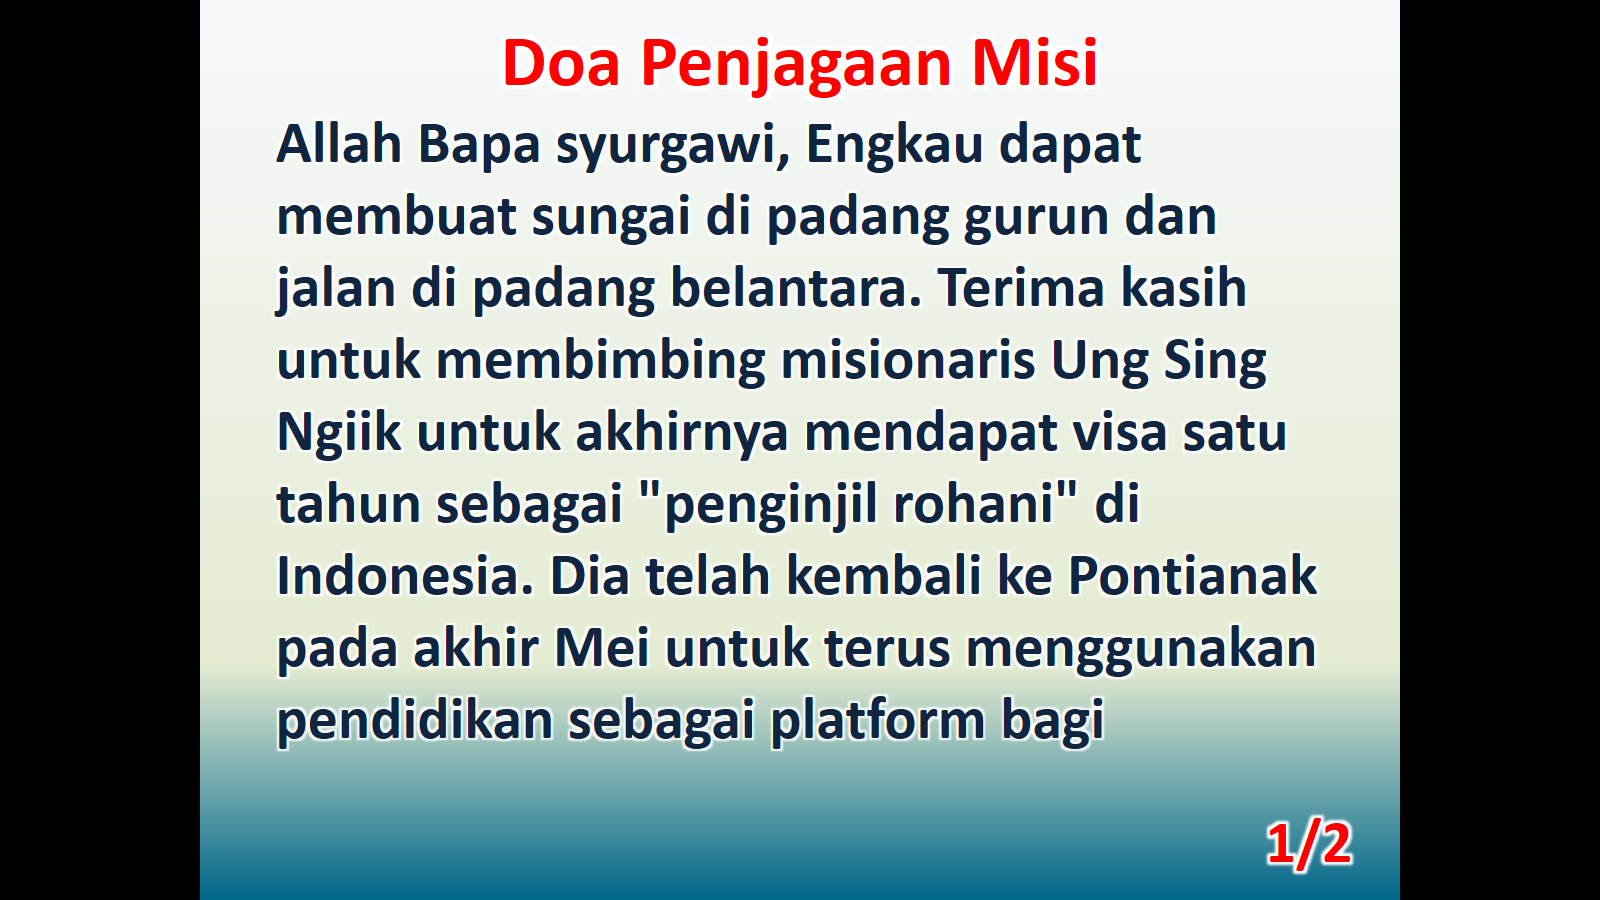 Doa Penjagaan Misi
Allah Bapa syurgawi, Engkau dapat
membuat sungai di padang gurun dan
jalan di padang belantara. Terima kasih
untuk membimbing misionaris Ung Sing
Ngiik untuk akhirnya mendapat visa satu
tahun sebagai "penginjil rohani" di
Indonesia. Dia telah kembali ke Pontianak
pada akhir Mei untuk terus menggunakan
pendidikan sebagai platform bagi
1/2